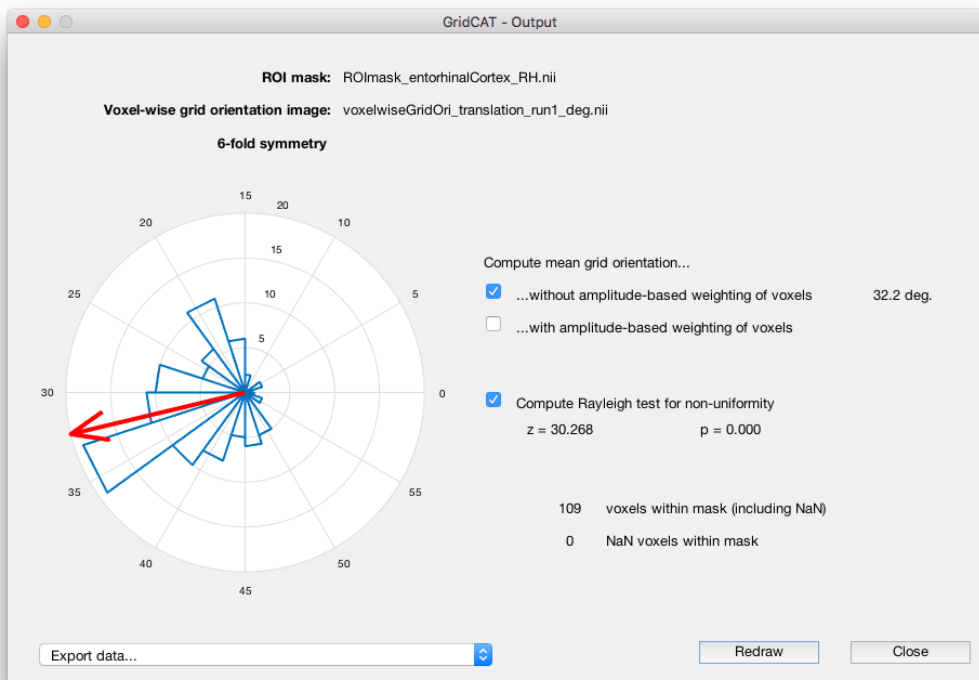 GridCAT - Output
ROI mask: ROImask_entorhinalCortex_RH.nii
Voxel-wise grid orientation image: voxelwiseGridOri_translation_run1_deg.nii
6-fold symmetry
15
20
20
10
15
25
10
5
5
30
0
35
55
40
50
45
Compute mean grid orientation...
...without amplitude-based weighting of voxels 32.2 deg.
...with amplitude-based weighting of voxels
Compute Rayleigh test for non-uniformity
z = 30.268 p = 0.000
109 voxels within mask (including NaN)
0 NaN voxels within mask
Export data...
Redraw
Close